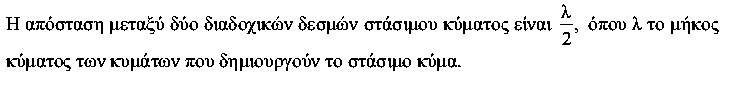 Η απόσταση μεταξύ δύο διαδοχικών δεσμών στάσιμου κύματος είναι λ/2, όπου λ το μήκος
κύματος των κυμάτων που δημιουργούν το στάσιμο κύμα.